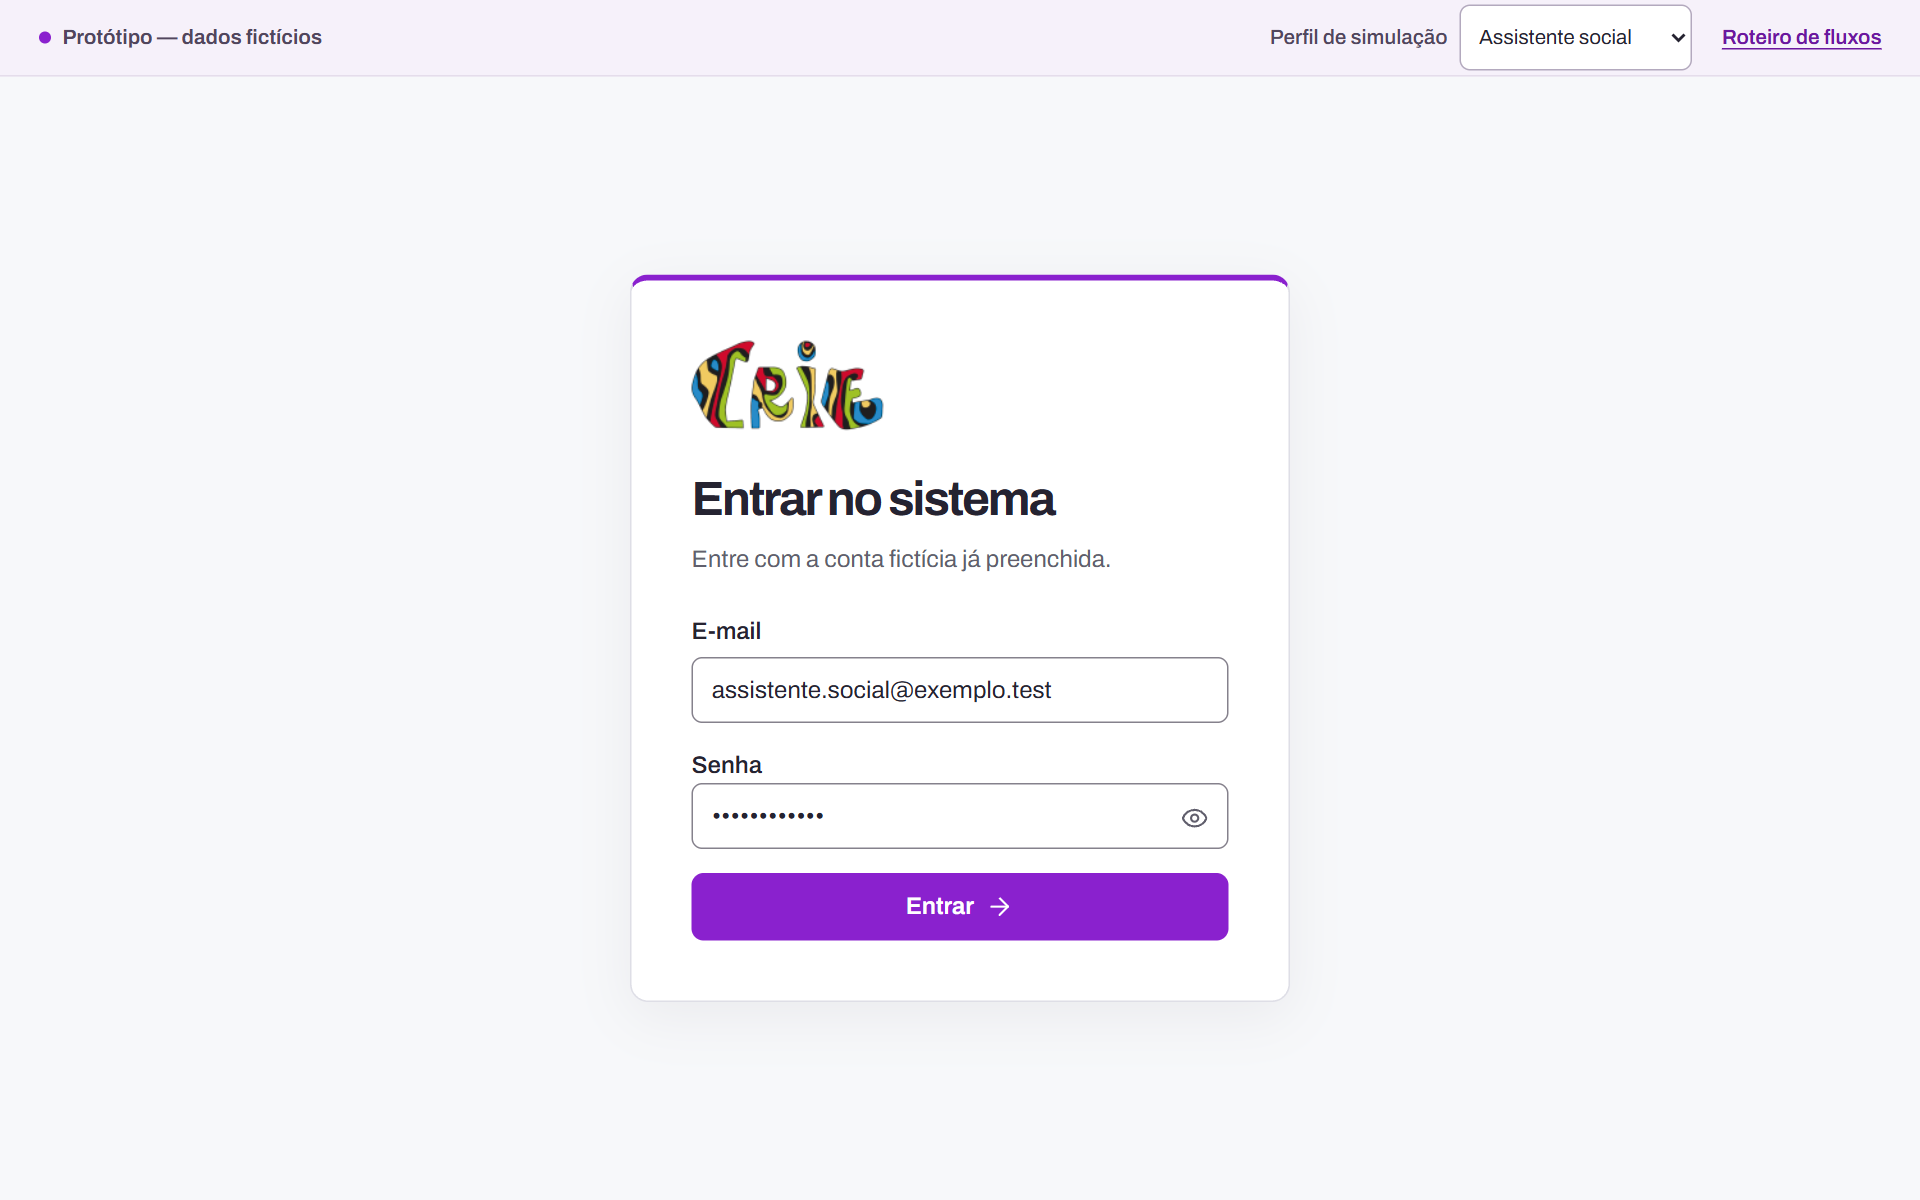 Protótipo — dados fictícios
Perfil de simulação
Assistente social
Roteiro de fluxos
CRIE
Entrar no sistema
Entre com a conta fictícia já preenchida.
E-mail
assistente.social@exemplo.test
Senha
••••••••••••
Entrar →